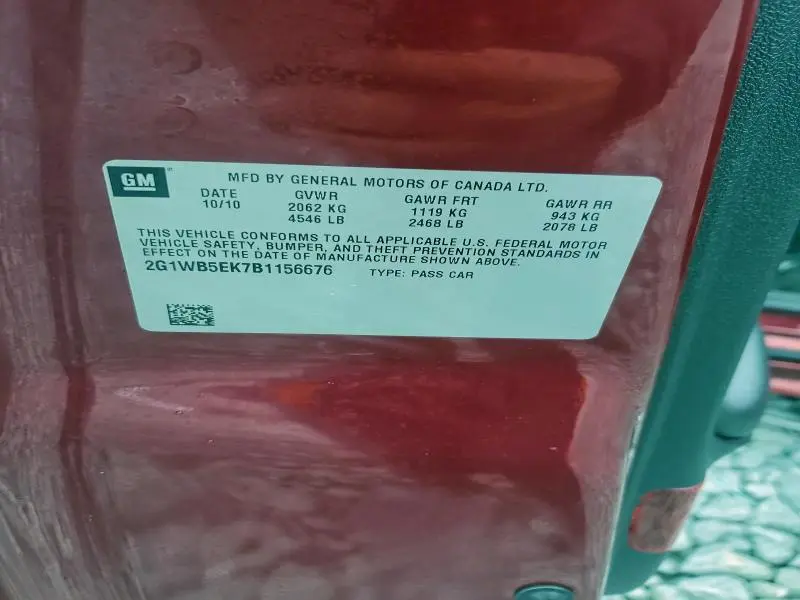 GM MFD BY GENERAL MOTORS OF CANADA LTD.
DATE GVWR GAWR FRT GAWR RR
10/10 2062 KG 1119 KG 943 KG
4546 LB 2468 LB 2078 LB
THIS VEHICLE CONFORMS TO ALL APPLICABLE U.S. FEDERAL MOTOR
VEHICLE SAFETY, BUMPER, AND THEFT PREVENTION STANDARDS IN
EFFECT ON THE DATE OF MANUFACTURE SHOWN ABOVE.
2G1WB5EK7B1156676 TYPE: PASS CAR